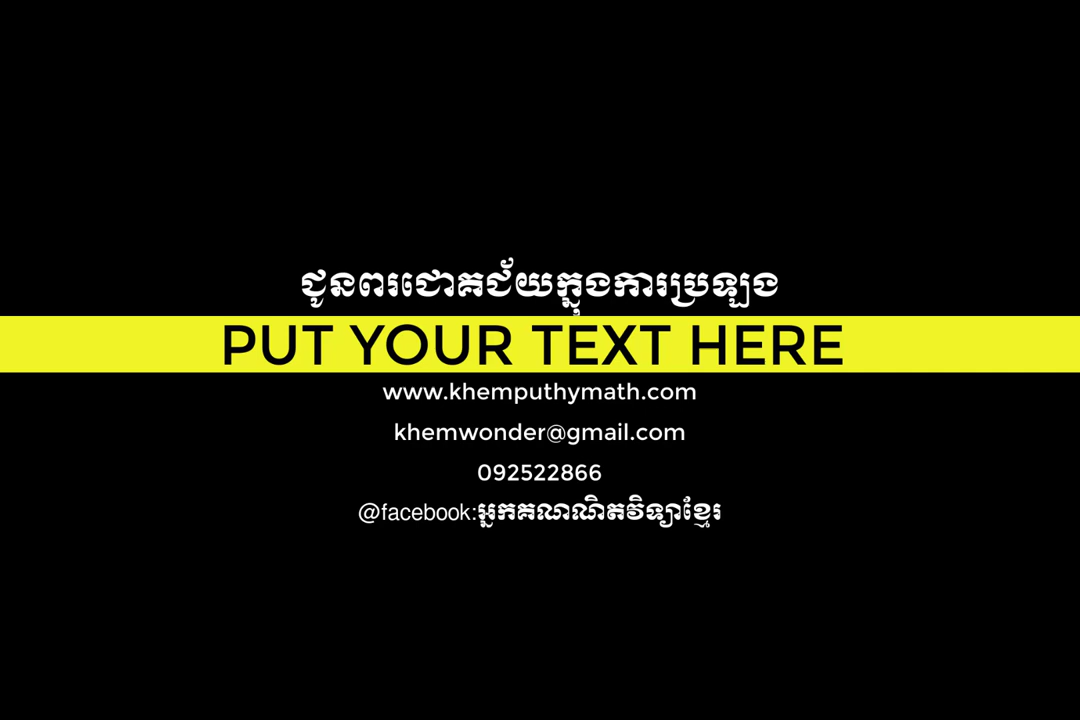 ជូនពរជោគជ័យក្នុងការប្រឡង
PUT YOUR TEXT HERE
www.khemputhymath.com
khemwonder@gmail.com
092522866
@facebook:អ្នកគណណិតវិទ្យាខ្មែរ